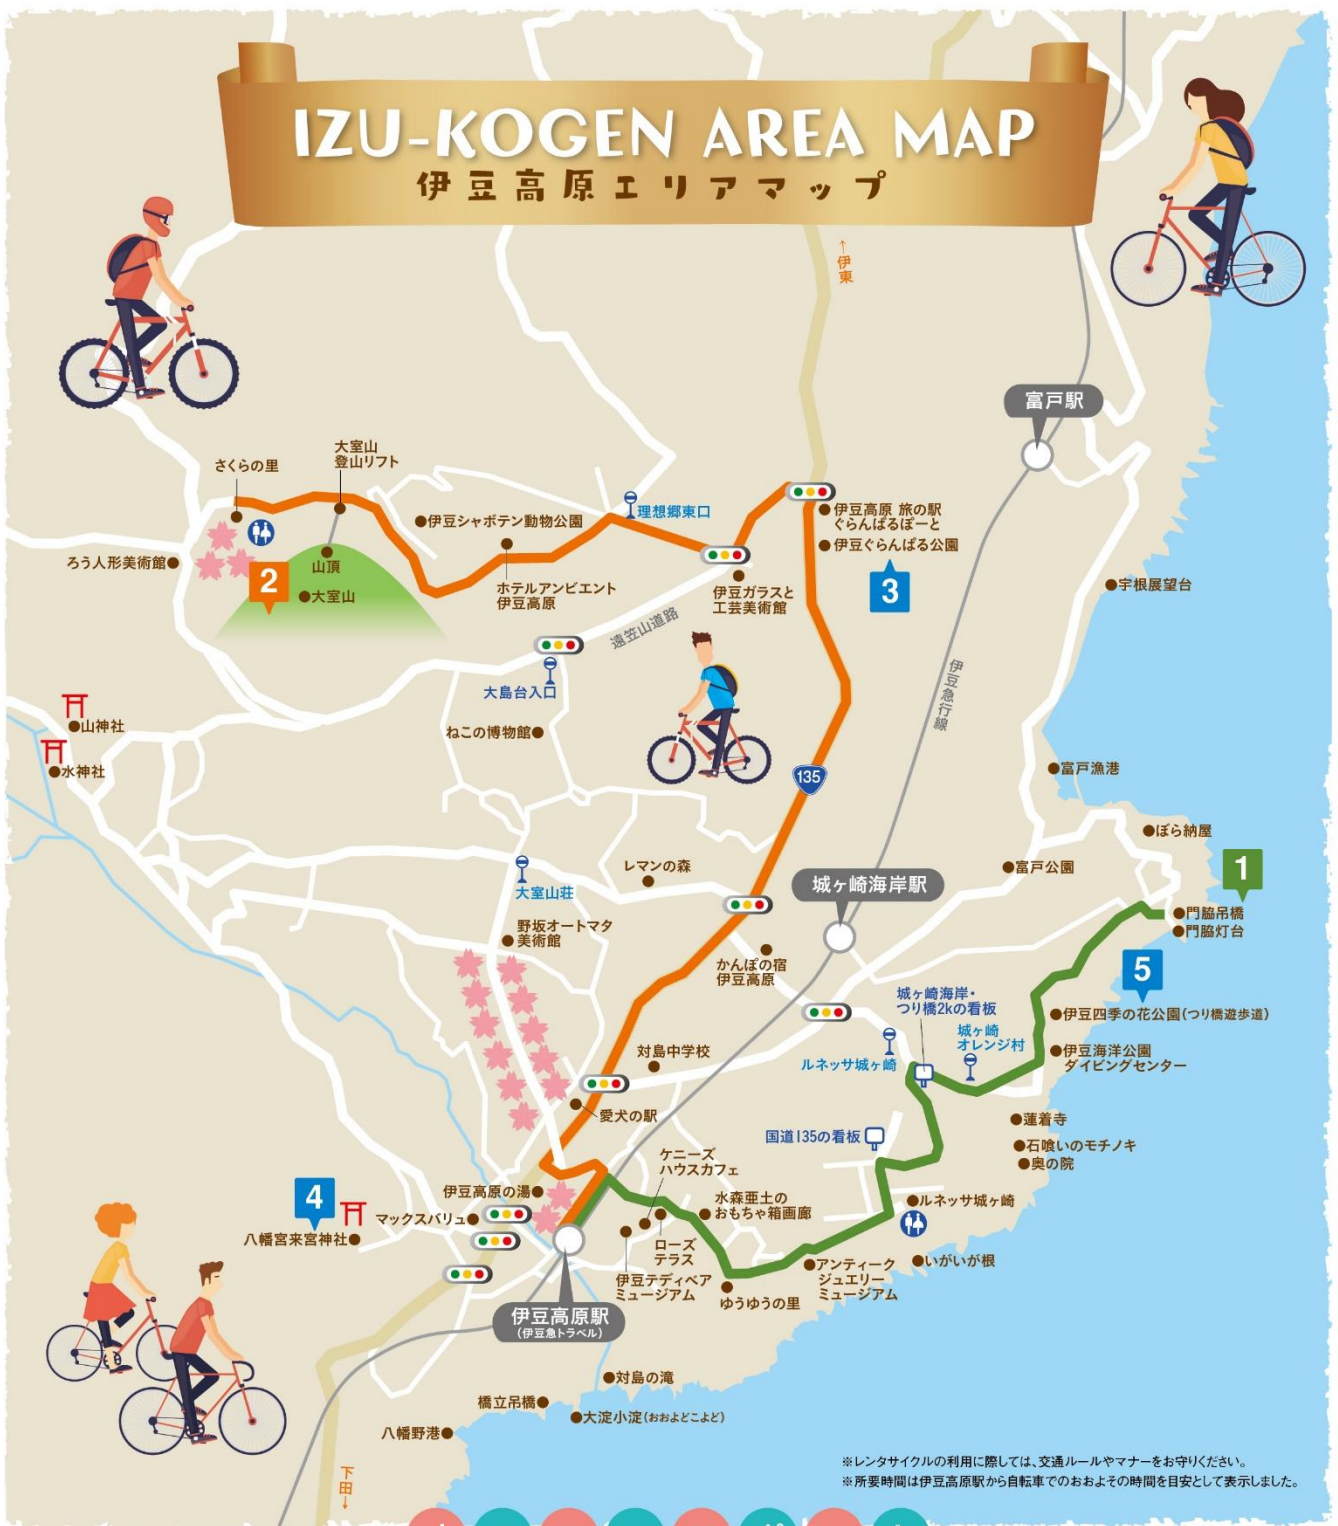 IZU-KOGEN AREA MAP
伊豆高原エリアマップ
↑伊東
富戸駅
さくらの里
大室山
登山リフト
伊豆シャボテン動物公園
理想郷東口
伊豆高原 旅の駅
ぐらんぱるぽーと
伊豆ぐらんぱる公園
3
ろう人形美術館
2
山頂
大室山
ホテルアンビエント
伊豆高原
伊豆ガラスと
工芸美術館
宇根展望台
遠笠山道路
大島台入口
伊豆急行線
ねこの博物館
山神社
水神社
135
富戸漁港
ぼら納屋
レマンの森
富戸公園
1
大室山荘
城ヶ崎海岸駅
門脇吊橋
門脇灯台
野坂オートマタ
美術館
かんぽの宿
伊豆高原
5
城ヶ崎海岸・
つり橋2kの看板
伊豆四季の花公園(つり橋遊歩道)
城ヶ崎
オレンジ村
対島中学校
ルネッサ城ヶ崎
伊豆海洋公園
ダイビングセンター
愛犬の駅
蓮着寺
国道135の看板
石喰いのモチノキ
奥の院
ケニーズ
ハウスカフェ
4
伊豆高原の湯
水森亜土の
おもちゃ箱画廊
ルネッサ城ヶ崎
マックスバリュ
八幡宮来宮神社
ローズ
テラス
いがいが根
伊豆テディベア
ミュージアム
アンティーク
ジュエリー
ミュージアム
ゆうゆうの里
伊豆高原駅
(伊豆急トラベル)
対島の滝
橋立吊橋
大淀小淀(おおよどこよど)
八幡野港
下田↓
※レンタサイクルの利用に際しては、交通ルールやマナーをお守りください。
※所要時間は伊豆高原駅から自転車でのおおよその時間を目安として表示しました。